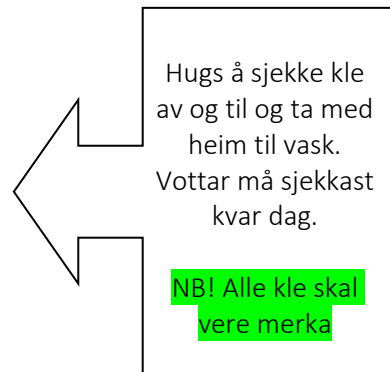 Hugs å sjekke kle
av og til og ta med
heim til vask.
Vottar må sjekkast
kvar dag.
NB! Alle kle skal
vere merka